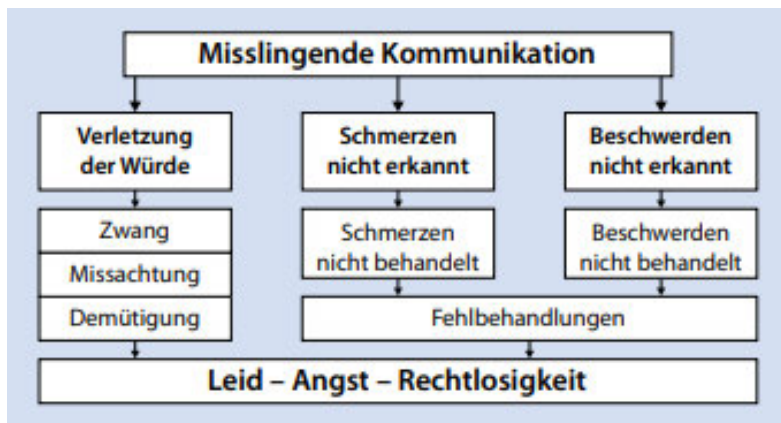 Misslingende Kommunikation
Verletzung
der Würde
Schmerzen
nicht erkannt
Beschwerden
nicht erkannt
Zwang
Missachtung
Demütigung
Schmerzen
nicht behandelt
Beschwerden
nicht behandelt
Fehlbehandlungen
Leid – Angst – Rechtlosigkeit